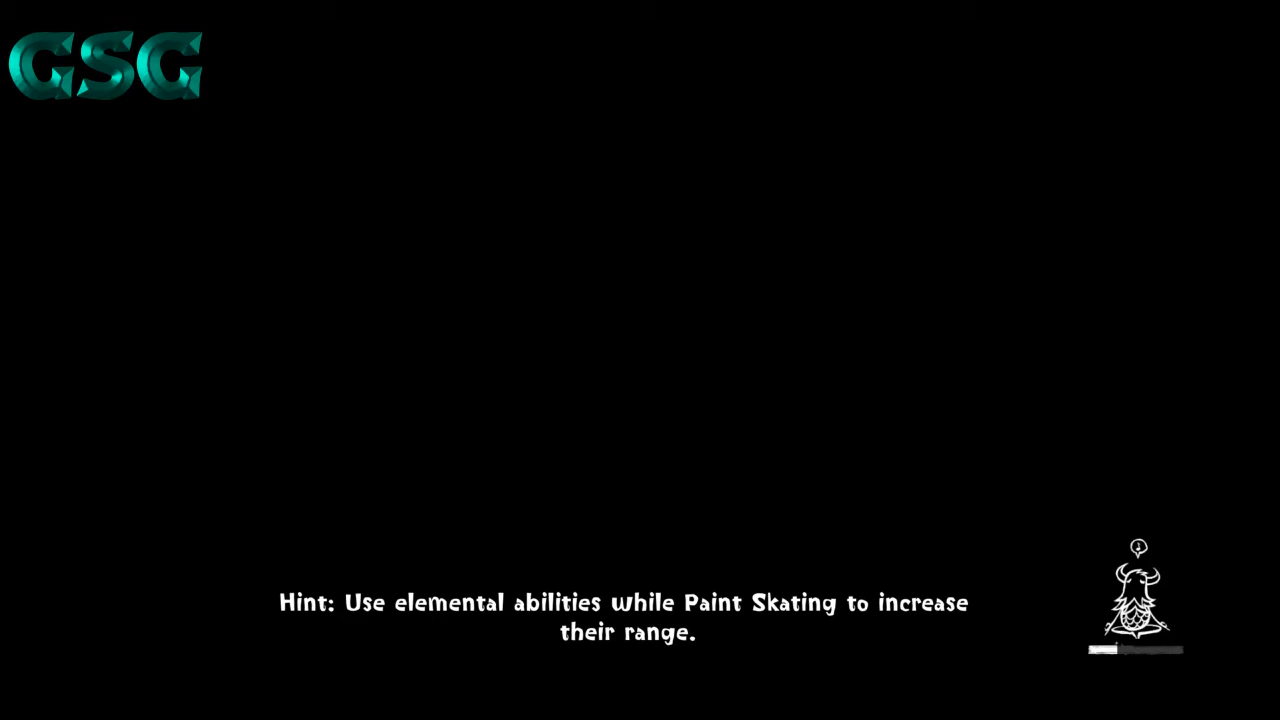 GSG
Hint: Use elemental abilities while Paint Skating to increase
their range.